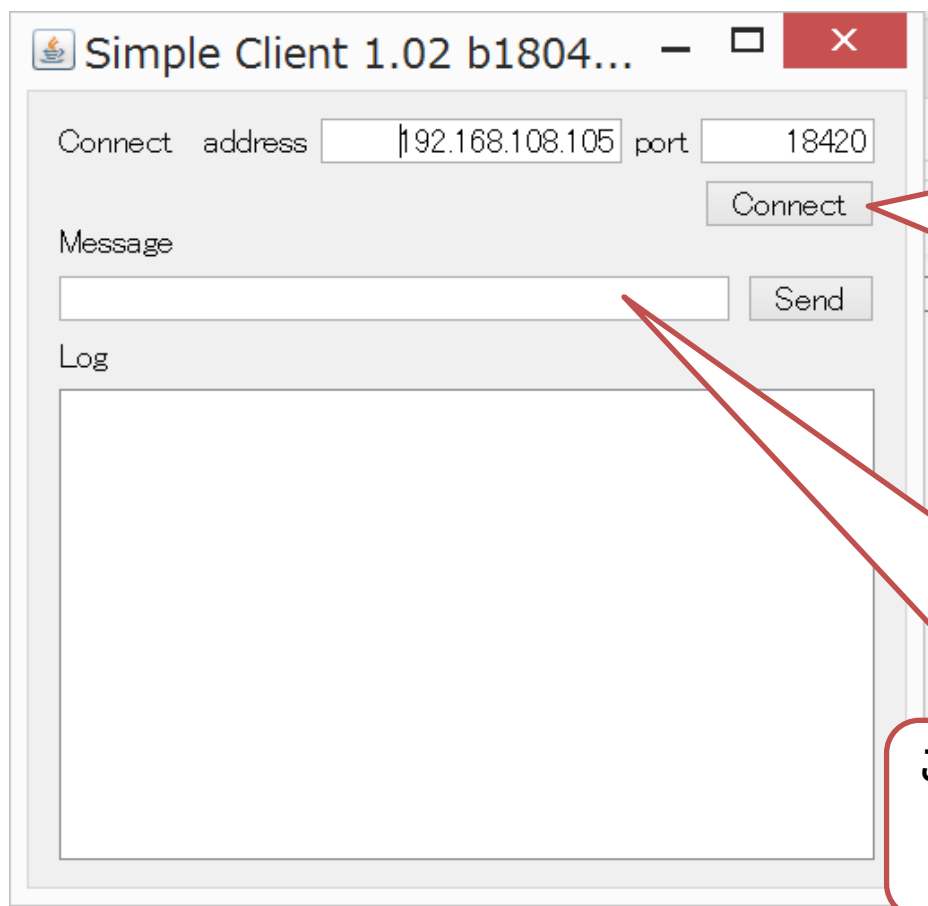 Simple Client 1.02 b1804...
Connect address 192.168.108.105 port 18420
Connect
Message
Send
Log